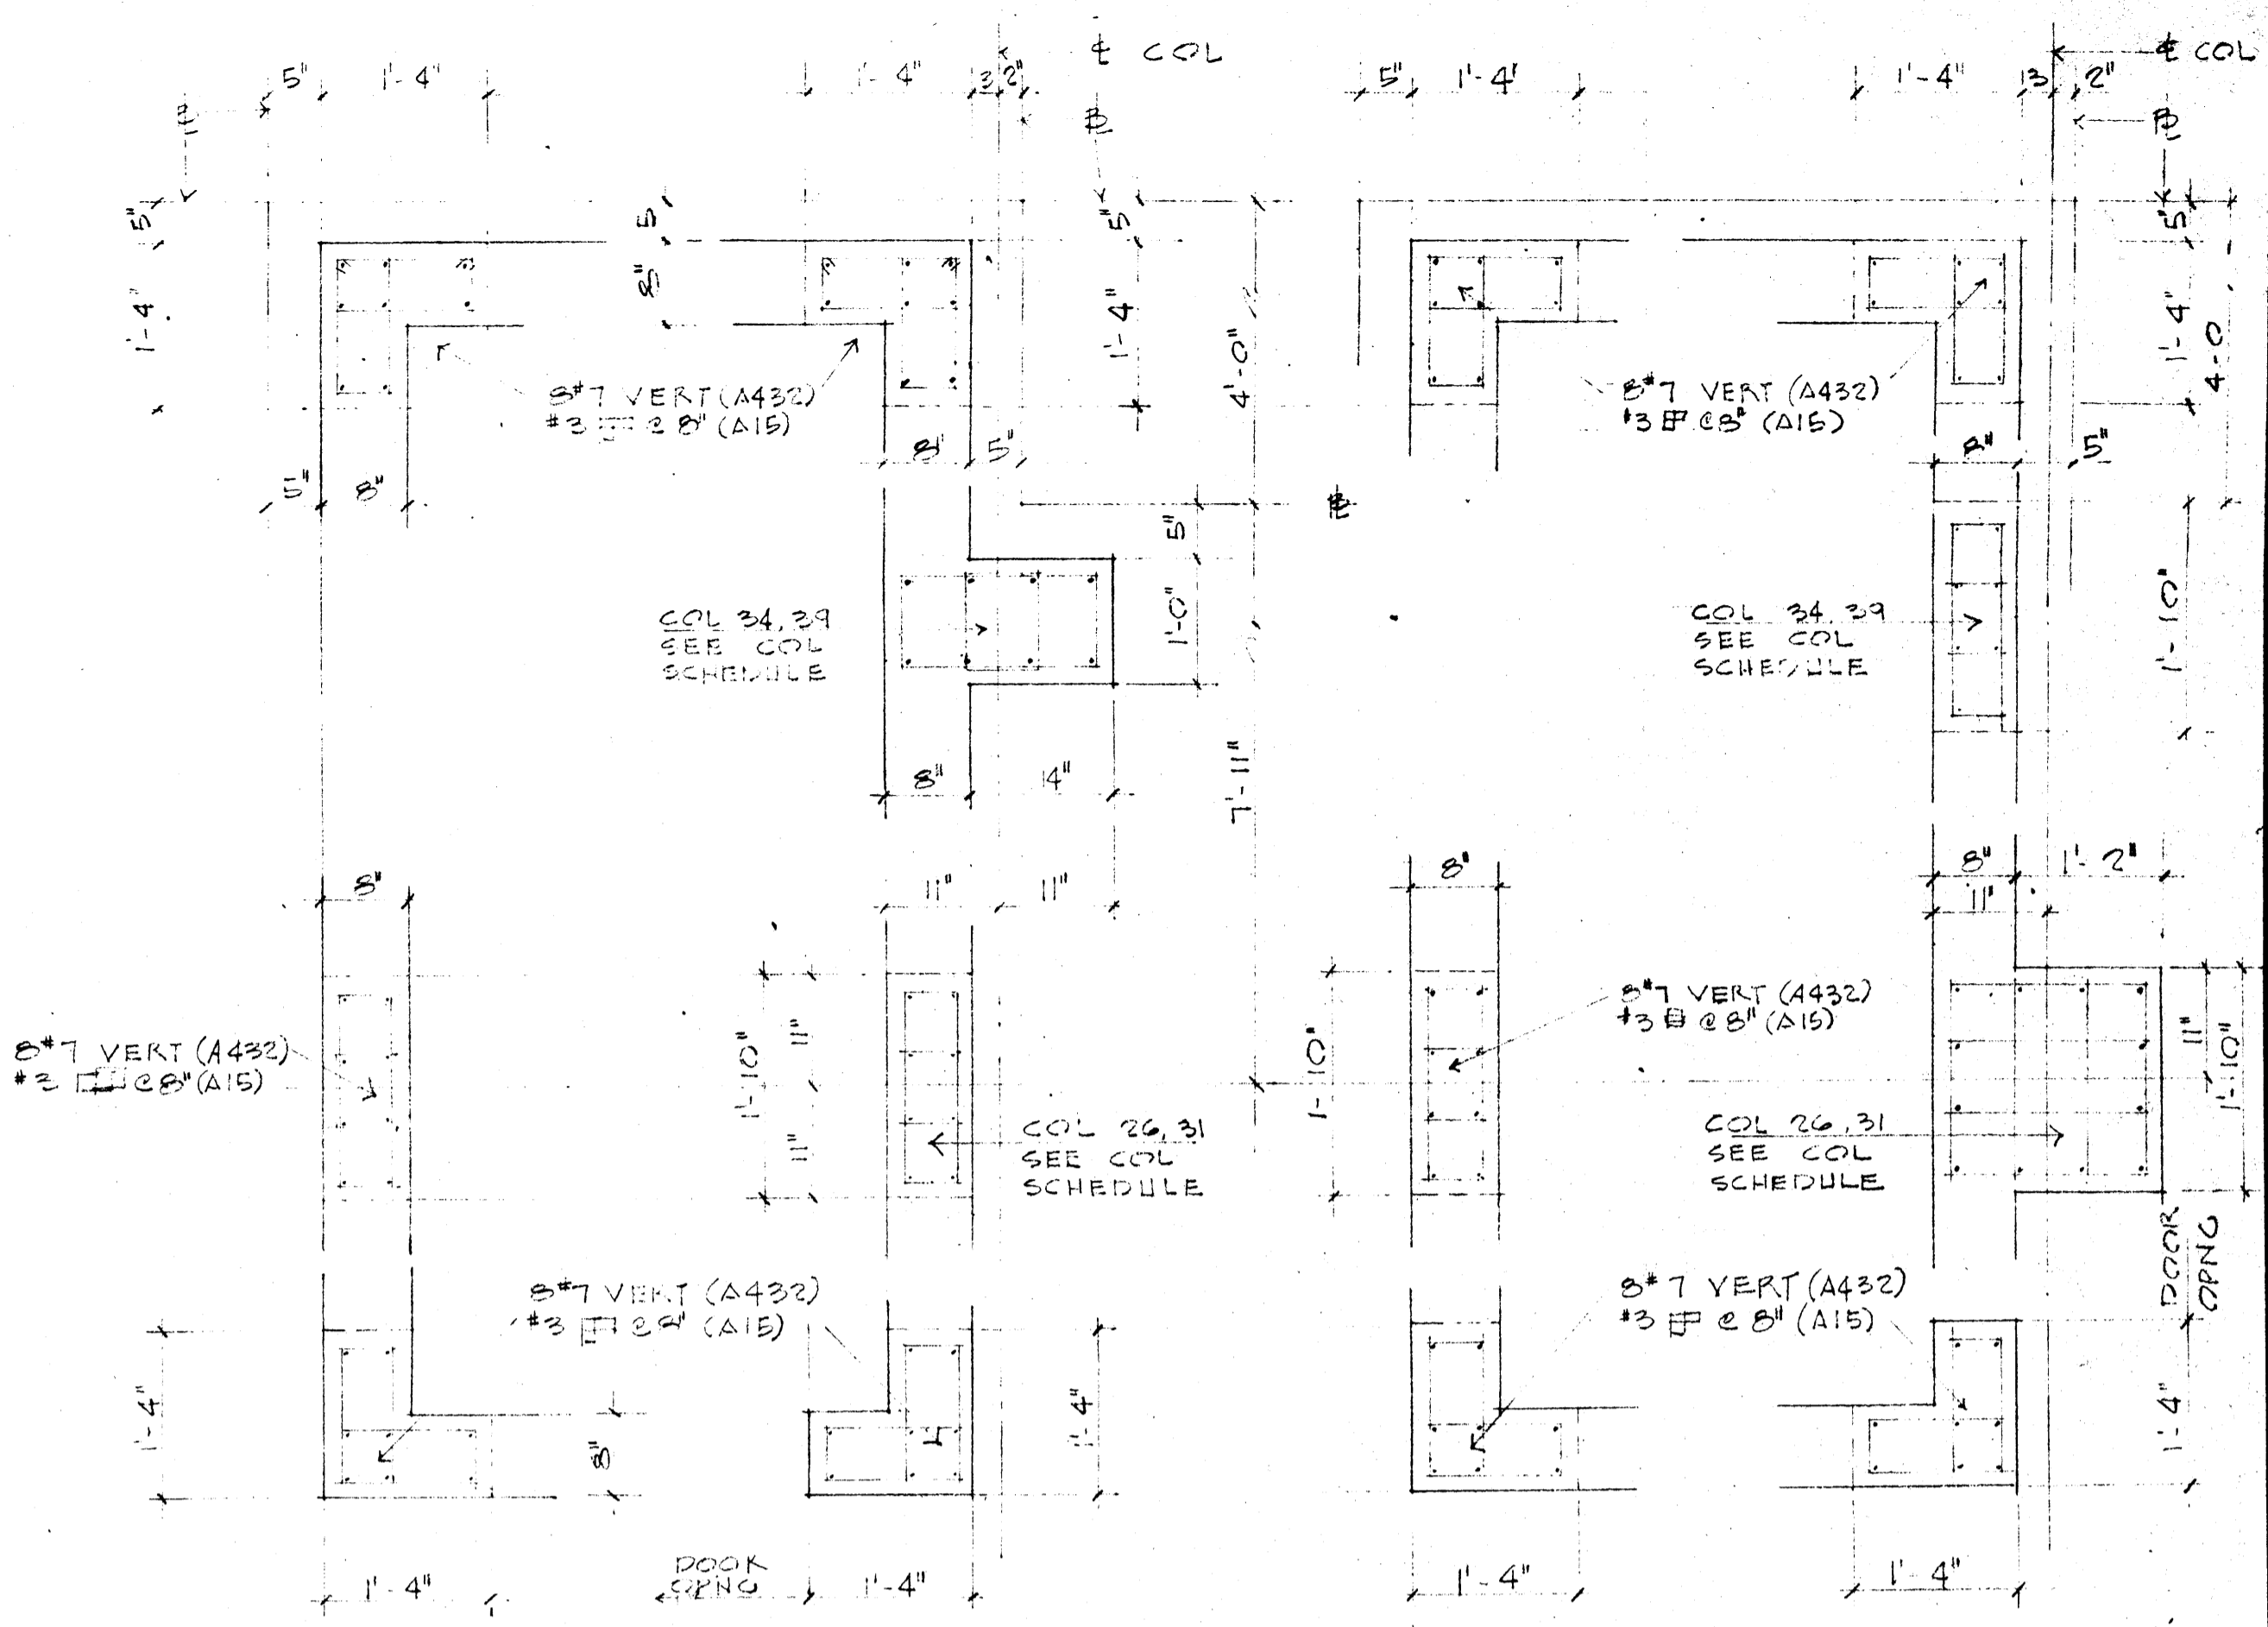 ℄ COL
℄ COL
5" 1'-4" 1'-4" 3 2" 5" 1'-4' 1'-4" 3 2"
℄ ℄ ℄
5" 5 5" 5'
1'-4" 8" 1'-4" 4'-0" 1'-4" 4-0
8#7 VERT (A432)
#3 @ 8" (A15)
8#7 VERT (A432)
#3 @8" (A15)
8' 5" 8" 5"
5" 8"
℄
5"
1'-0"
1'-10"
COL 34,39
SEE COL
SCHEDULE
COL 34,39
SEE COL
SCHEDULE
8" 14"
7'-11"
8" 11" 11" 8" 8" 1'-2"
11"
8#7 VERT (A432)
#3 @8" (A15)
8#7 VERT (A432)
#3 @8" (A15)
1'-10" 11" 11"
1-10"
11" 1'-10"
COL 26,31
SEE COL
SCHEDULE
COL 26,31
SEE COL
SCHEDULE
DOOR
OPNG
8#7 VERT (A432)
#3 @8" (A15)
8#7 VERT (A432)
#3 @ 8" (A15)
1'-4" 8" 1'-4" 1'-4"
DOOR
OPNG
1'-4" 1'-4" 1'-4" 1'-4"